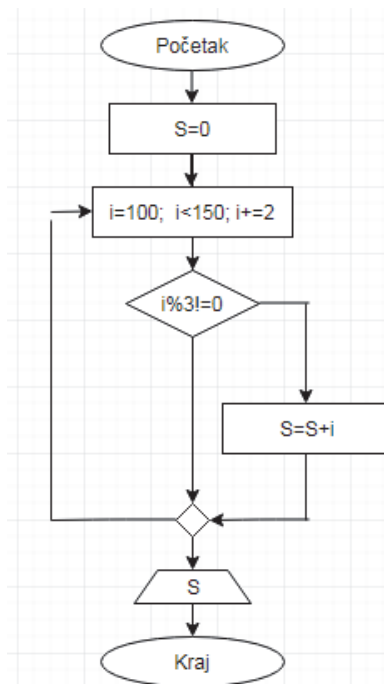 Početak
S=0
i=100;  i<150; i+=2
i%3!=0
S=S+i
S
Kraj